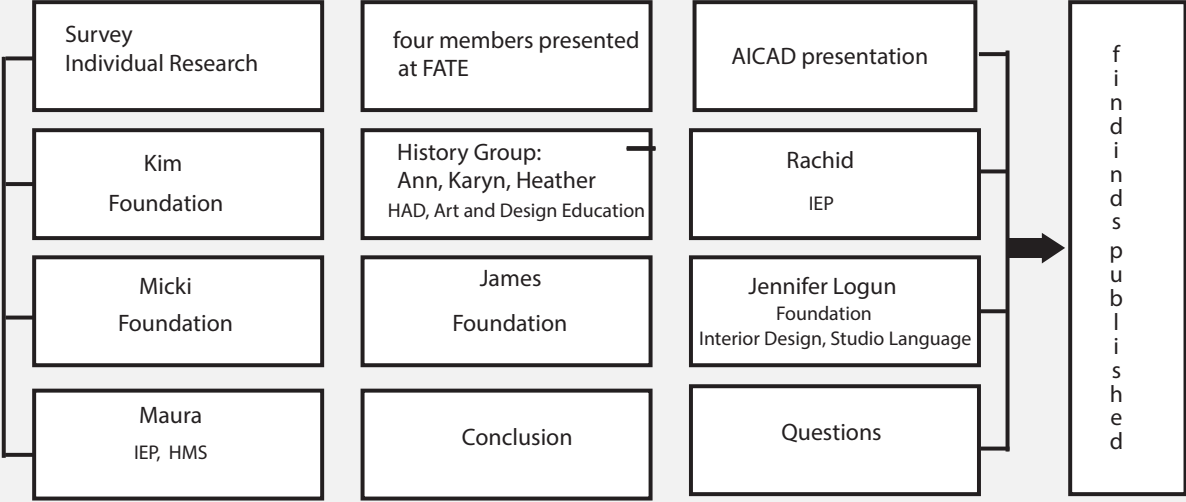 Survey
Individual Research
four members presented
at FATE
AICAD presentation
Kim
Foundation
History Group:
Ann, Karyn, Heather
HAD, Art and Design Education
Rachid
IEP
Micki
Foundation
James
Foundation
Jennifer Logun
Foundation
Interior Design, Studio Language
Maura
IEP, HMS
Conclusion
Questions
findinds published